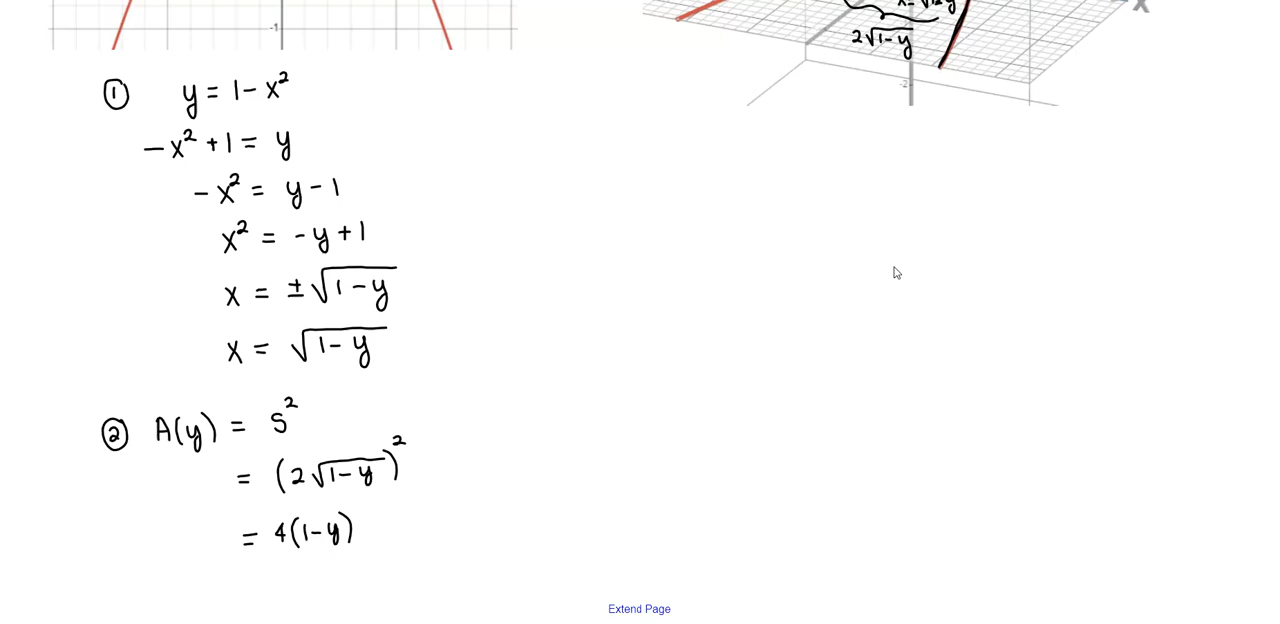 -1
x = √1-y
2√1-y
X
-2
① y = 1 - x²
-x² + 1 = y
-x² = y - 1
x² = -y + 1
x = ±√1-y
x = √1-y
② A(y) = s²
= (2√1-y)²
= 4(1-y)
Extend Page